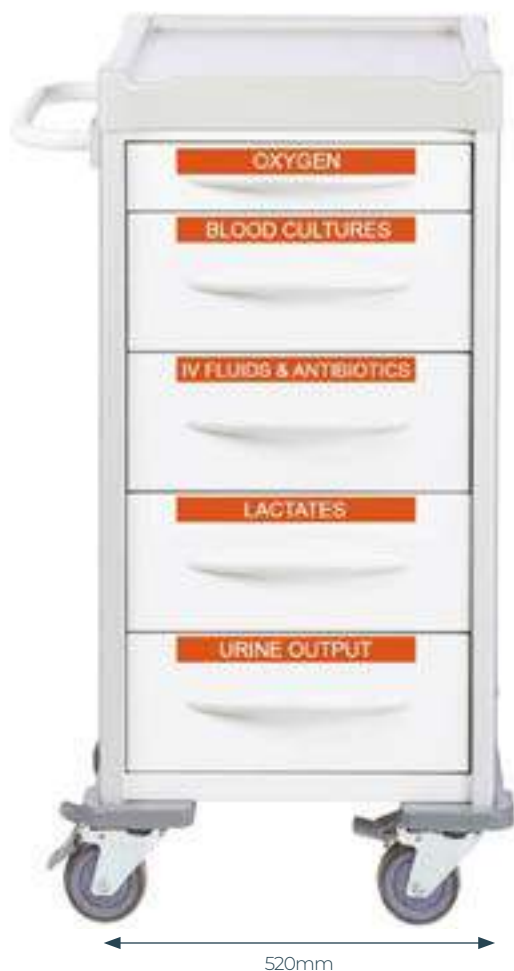 OXYGEN
BLOOD CULTURES
IV FLUIDS & ANTIBIOTICS
LACTATES
URINE OUTPUT
520mm